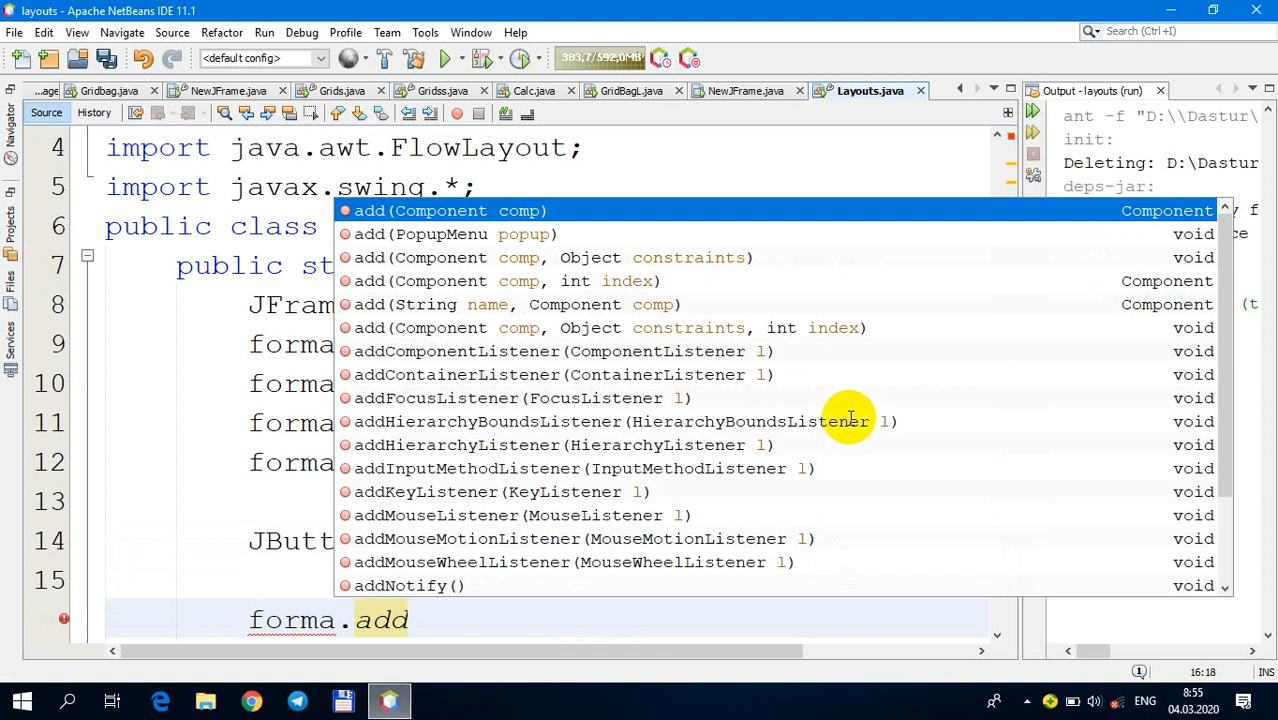 layouts - Apache NetBeans IDE 11.1
File Edit View Navigate Source Refactor Run Debug Profile Team Tools Window Help
Search (Ctrl+I)
<default config>
383,7/592,0MB
...age Gridbag.java NewJFrame.java Grids.java Gridss.java Calc.java GridBagL.java NewJFrame.java Layouts.java
Output - layouts (run)
Source History
Navigator
Projects
Files
Services
4 import java.awt.FlowLayout;
5 import javax.swing.*;
6 public class
7 public st
8 JFram
9 forma
10 forma
11 forma
12 forma
13
14 JButt
15
forma.add
add(Component comp) Component
add(PopupMenu popup) void
add(Component comp, Object constraints) void
add(Component comp, int index) Component
add(String name, Component comp) Component
add(Component comp, Object constraints, int index) void
addComponentListener(ComponentListener l) void
addContainerListener(ContainerListener l) void
addFocusListener(FocusListener l) void
addHierarchyBoundsListener(HierarchyBoundsListener l) void
addHierarchyListener(HierarchyListener l) void
addInputMethodListener(InputMethodListener l) void
addKeyListener(KeyListener l) void
addMouseListener(MouseListener l) void
addMouseMotionListener(MouseMotionListener l) void
addMouseWheelListener(MouseWheelListener l) void
addNotify() void
ant -f "D:\\Dastur\
init:
Deleting: D:\Dastur
deps-jar:
y f
ce
(t
16:18 INS
ENG
8:55
04.03.2020